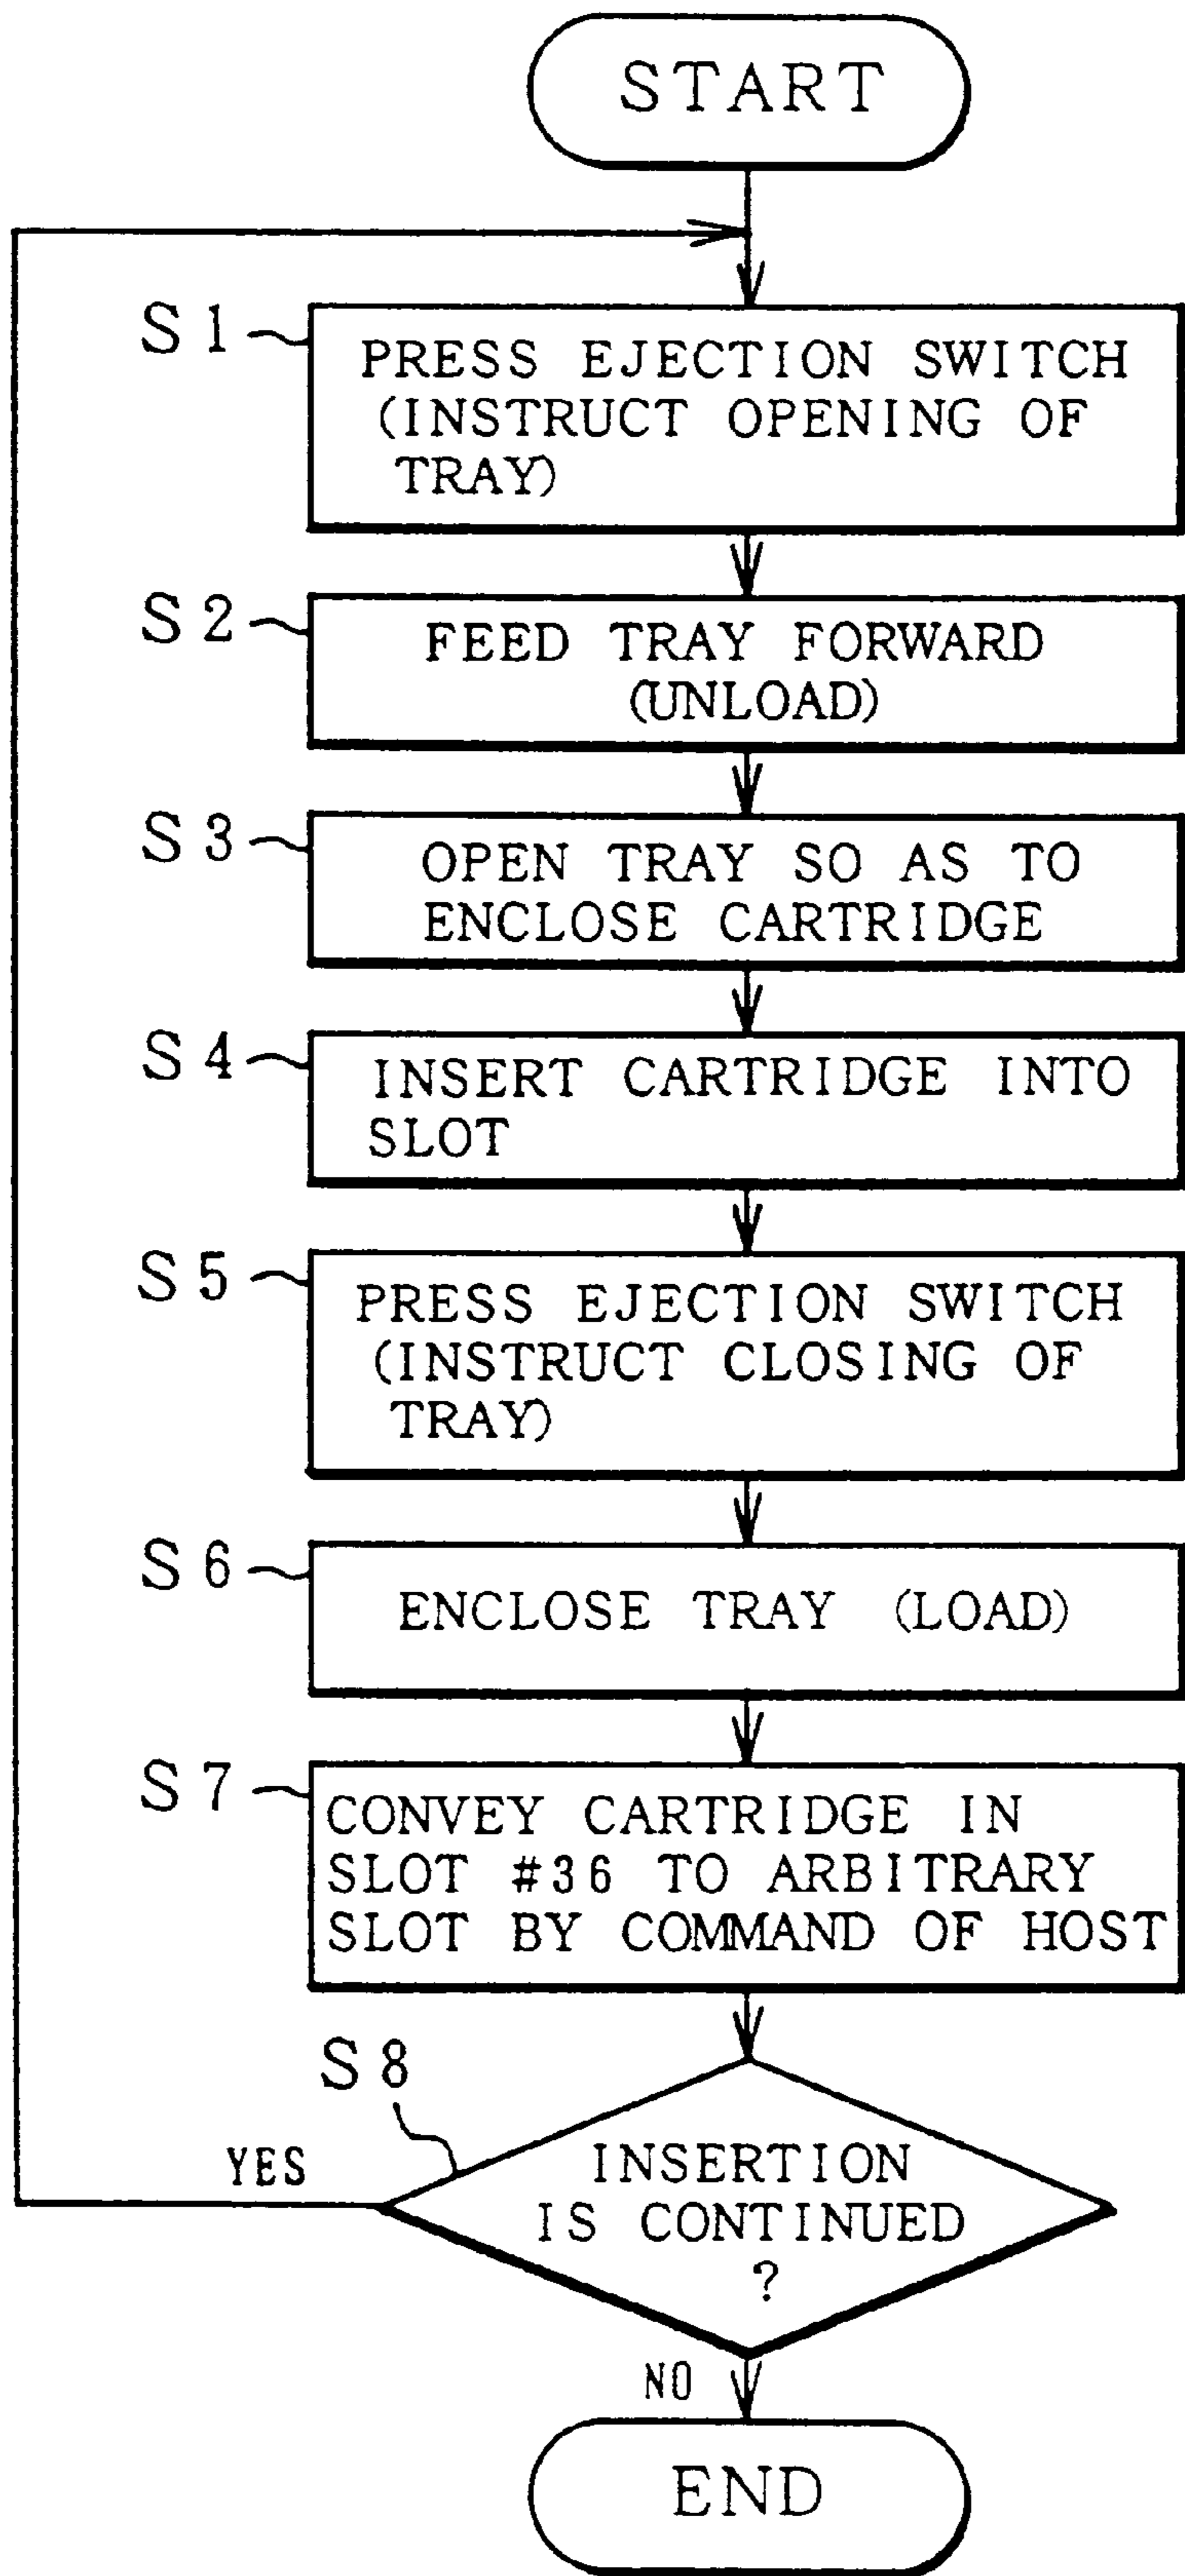 START
S1
PRESS EJECTION SWITCH
(INSTRUCT OPENING OF
TRAY)
S2
FEED TRAY FORWARD
(UNLOAD)
S3
OPEN TRAY SO AS TO
ENCLOSE CARTRIDGE
S4
INSERT CARTRIDGE INTO
SLOT
S5
PRESS EJECTION SWITCH
(INSTRUCT CLOSING OF
TRAY)
S6
ENCLOSE TRAY (LOAD)
S7
CONVEY CARTRIDGE IN
SLOT #36 TO ARBITRARY
SLOT BY COMMAND OF HOST
S8
YES
INSERTION
IS CONTINUED
?
NO
END